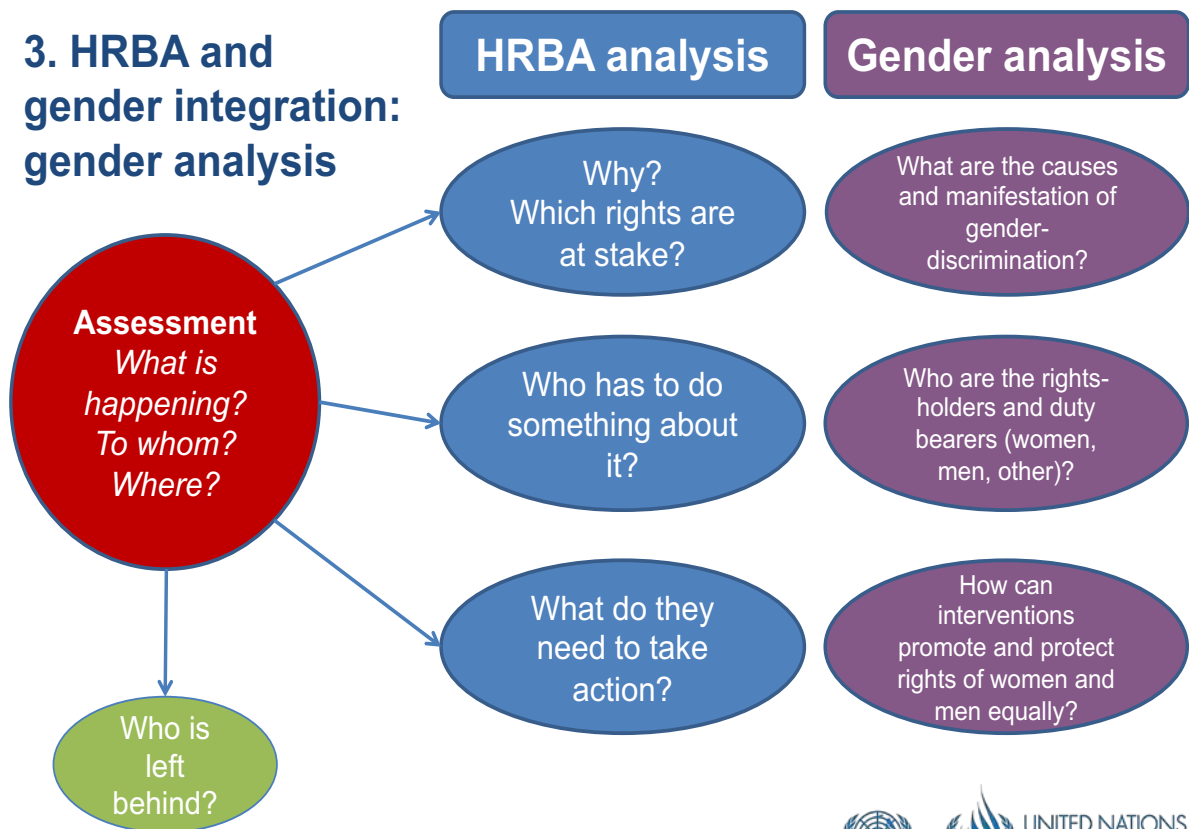 3. HRBA and
gender integration:
gender analysis
HRBA analysis
Gender analysis
Assessment
What is
happening?
To whom?
Where?
Why?
Which rights are
at stake?
What are the causes
and manifestation of
gender-
discrimination?
Who has to do
something about
it?
Who are the rights-
holders and duty
bearers (women,
men, other)?
What do they
need to take
action?
How can
interventions
promote and protect
rights of women and
men equally?
Who is
left
behind?
UNITED NATIONS